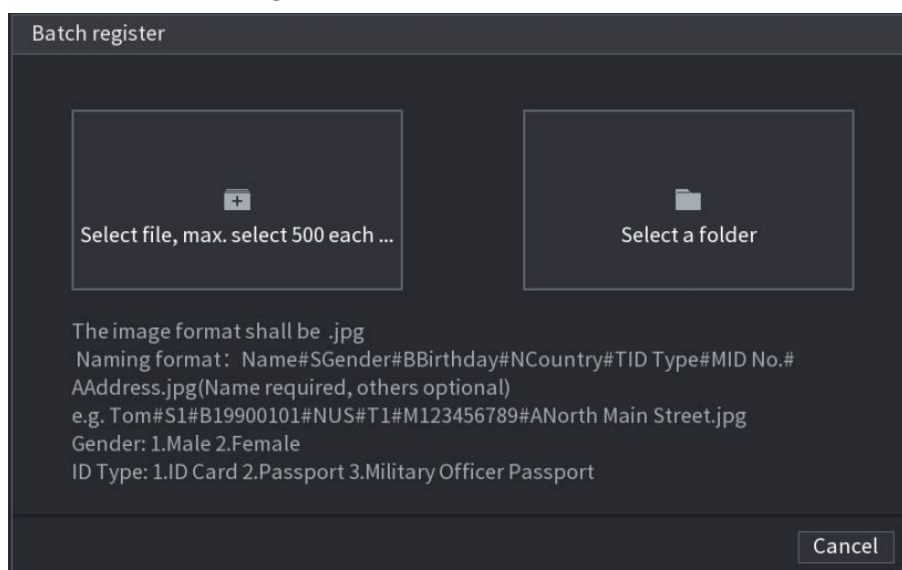 Batch register
Select file, max. select 500 each ...
Select a folder
The image format shall be .jpg
Naming format: Name#SGender#BBirthday#NCountry#TID Type#MID No.#
AAddress.jpg(Name required, others optional)
e.g. Tom#S1#B19900101#NUS#T1#M123456789#ANorth Main Street.jpg
Gender: 1.Male 2.Female
ID Type: 1.ID Card 2.Passport 3.Military Officer Passport
Cancel